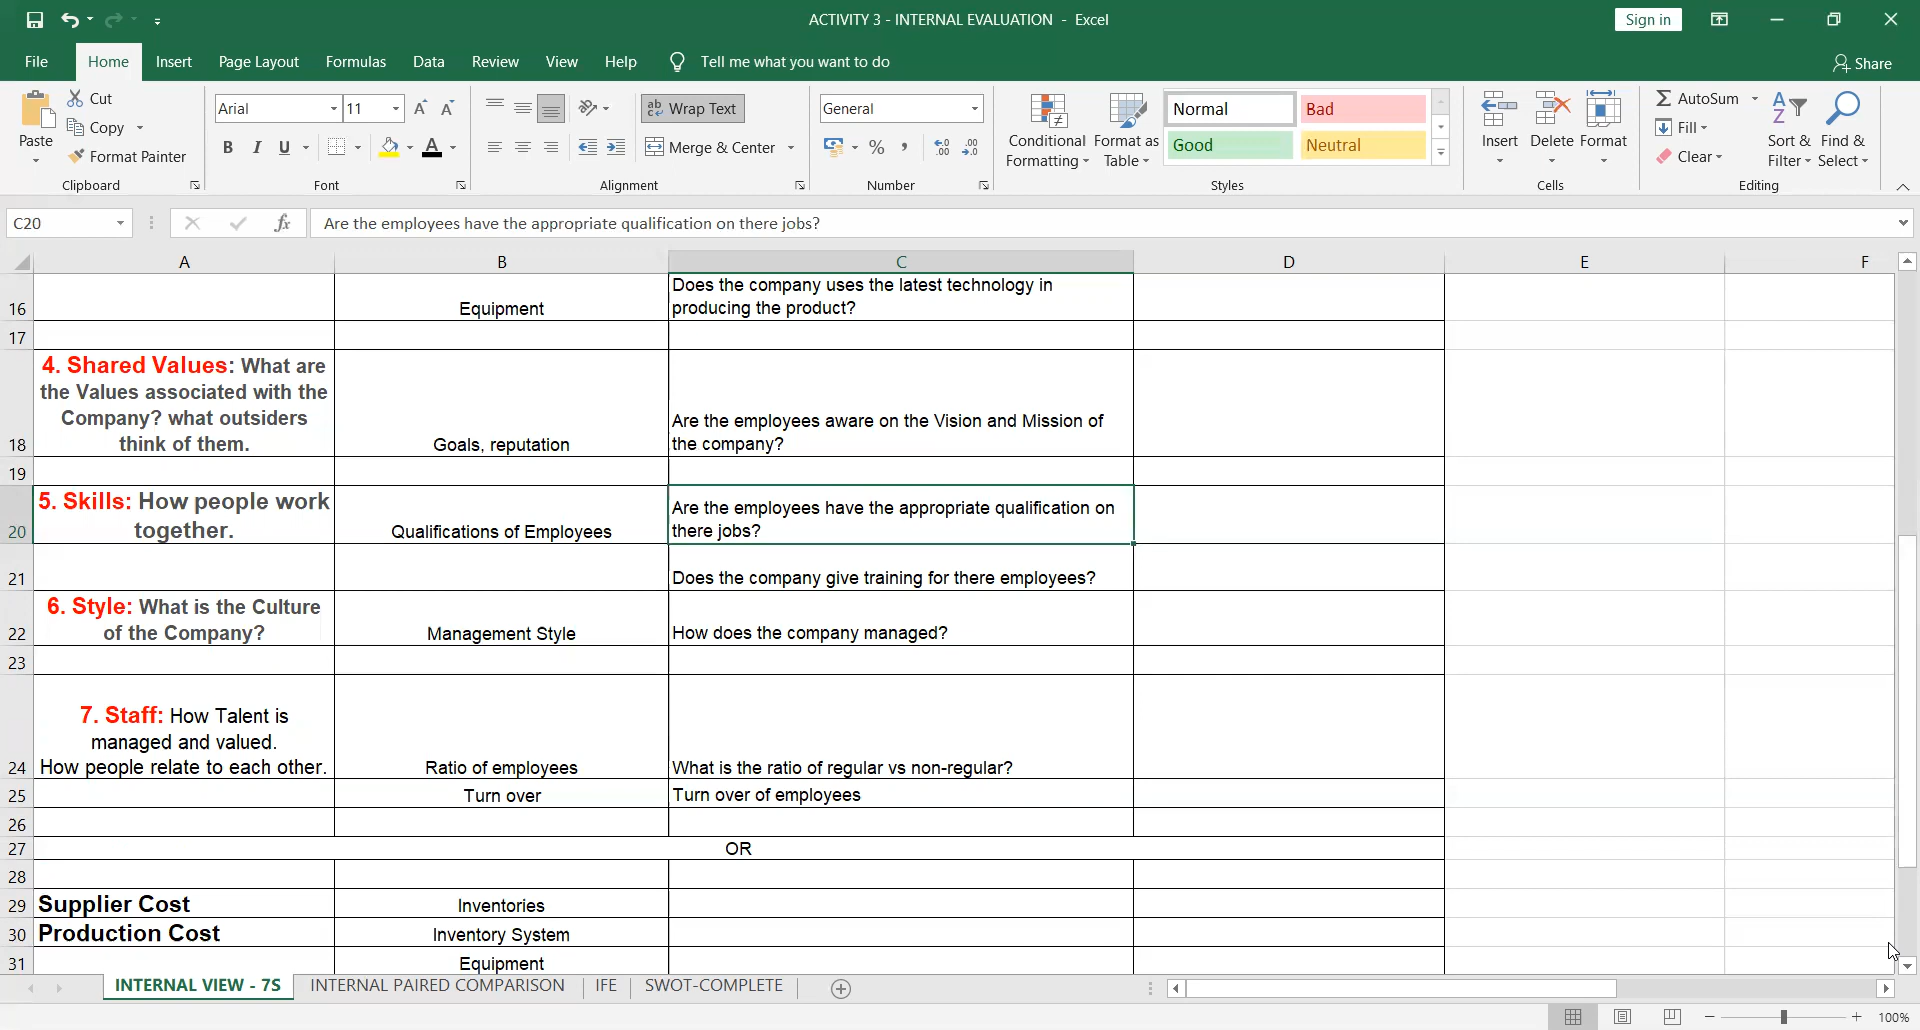 ACTIVITY 3 - INTERNAL EVALUATION - Excel
Sign in
File Home Insert Page Layout Formulas Data Review View Help Tell me what you want to do Share
Paste Cut Copy Format Painter
Clipboard
Arial 11 B I U A
Font
Wrap Text Merge & Center
Alignment
General
Number
Conditional Formatting
Format as Table
Normal Bad
Good Neutral
Styles
Insert Delete Format
Cells
AutoSum Fill Clear
Sort & Filter
Find & Select
Editing
C20 fx Are the employees have the appropriate qualification on there jobs?
A B C D E F
16 Equipment Does the company uses the latest technology in
producing the product?
17
18 4. Shared Values: What are
the Values associated with the
Company? what outsiders
think of them.
Goals, reputation
Are the employees aware on the Vision and Mission of
the company?
19
20 5. Skills: How people work
together.
Qualifications of Employees
Are the employees have the appropriate qualification on
there jobs?
21 Does the company give training for there employees?
22 6. Style: What is the Culture
of the Company?
Management Style
How does the company managed?
23
24 7. Staff: How Talent is
managed and valued.
How people relate to each other.
Ratio of employees
What is the ratio of regular vs non-regular?
25 Turn over Turn over of employees
26
27 OR
28
29 Supplier Cost Inventories
30 Production Cost Inventory System
31 Equipment
INTERNAL VIEW - 7S INTERNAL PAIRED COMPARISON IFE SWOT-COMPLETE
100%